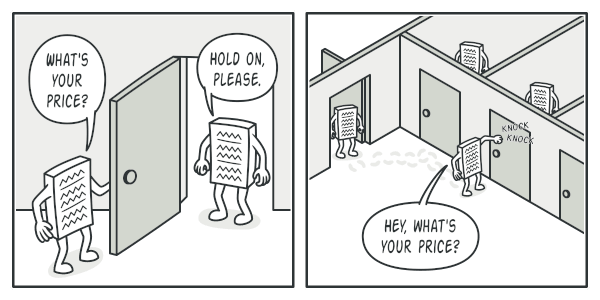 WHAT'S
YOUR
PRICE?
HOLD ON,
PLEASE.
KNOCK
KNOCK
HEY, WHAT'S
YOUR PRICE?